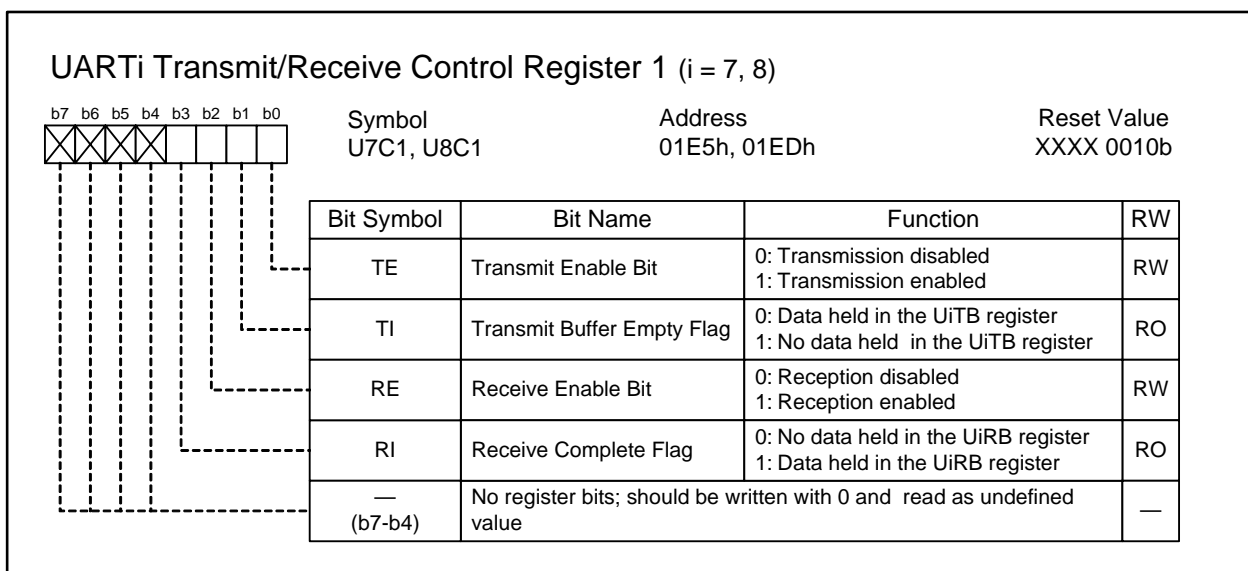 UARTi Transmit/Receive Control Register 1 (i = 7, 8)
b7 b6 b5 b4 b3 b2 b1 b0
Symbol Address Reset Value
U7C1, U8C1 01E5h, 01EDh XXXX 0010b
Bit Symbol Bit Name Function RW
TE Transmit Enable Bit 0: Transmission disabled
1: Transmission enabled RW
TI Transmit Buffer Empty Flag 0: Data held in the UiTB register
1: No data held in the UiTB register RO
RE Receive Enable Bit 0: Reception disabled
1: Reception enabled RW
RI Receive Complete Flag 0: No data held in the UiRB register
1: Data held in the UiRB register RO
— (b7-b4) No register bits; should be written with 0 and read as undefined
value —